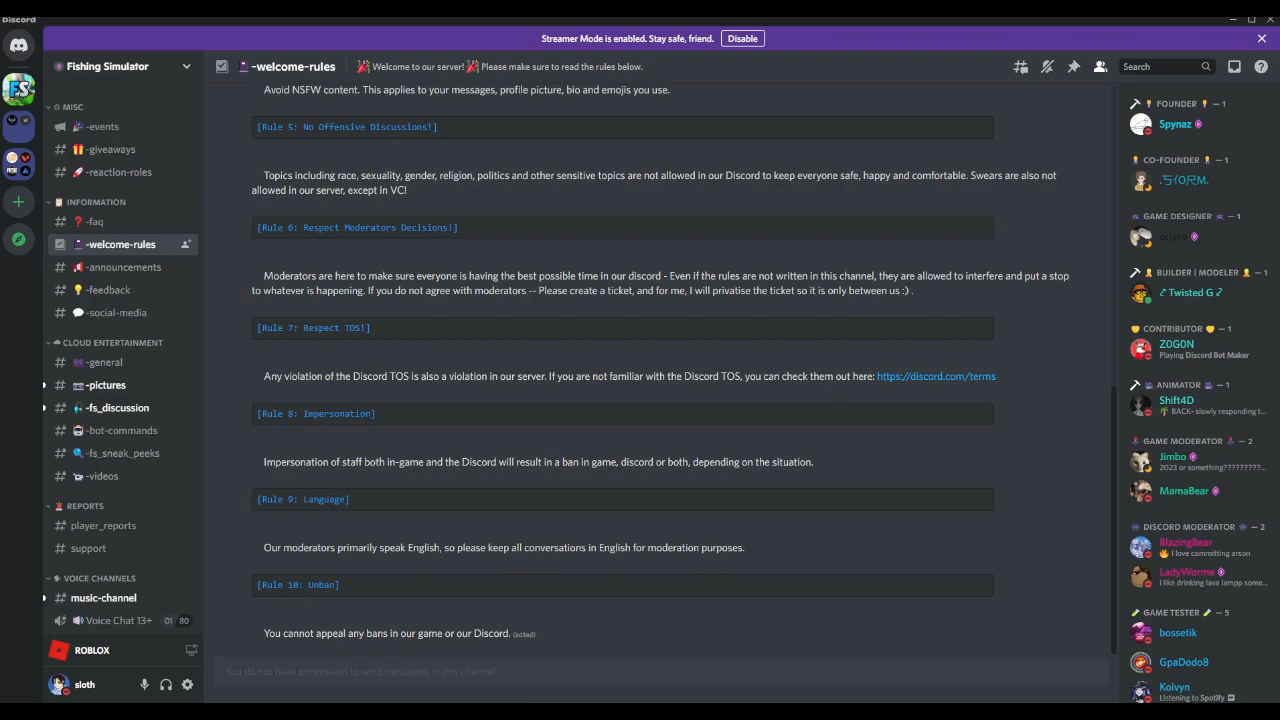 Discord
Streamer Mode is enabled. Stay safe, friend.
Disable
Fishing Simulator
MISC
-events
-giveaways
-reaction-roles
INFORMATION
-faq
-welcome-rules
-announcements
-feedback
-social-media
CLOUD ENTERTAINMENT
-general
-pictures
-fs_discussion
-bot-commands
-fs_sneak_peeks
-videos
REPORTS
player_reports
support
VOICE CHANNELS
music-channel
Voice Chat 13+ 01 80
ROBLOX
sloth
-welcome-rules
Welcome to our server! Please make sure to read the rules below.
Search
Avoid NSFW content. This applies to your messages, profile picture, bio and emojis you use.
[Rule 5: No Offensive Discussions!]
Topics including race, sexuality, gender, religion, politics and other sensitive topics are not allowed in our Discord to keep everyone safe, happy and comfortable. Swears are also not
allowed in our server, except in VC!
[Rule 6: Respect Moderators Decisions!]
Moderators are here to make sure everyone is having the best possible time in our discord - Even if the rules are not written in this channel, they are allowed to interfere and put a stop
to whatever is happening. If you do not agree with moderators -- Please create a ticket, and for me, I will privatise the ticket so it is only between us :) .
[Rule 7: Respect TOS!]
Any violation of the Discord TOS is also a violation in our server. If you are not familiar with the Discord TOS, you can check them out here: https://discord.com/terms
[Rule 8: Impersonation]
Impersonation of staff both in-game and the Discord will result in a ban in game, discord or both, depending on the situation.
[Rule 9: Language]
Our moderators primarily speak English, so please keep all conversations in English for moderation purposes.
[Rule 10: Unban]
You cannot appeal any bans in our game or our Discord. (edited)
You do not have permission to send messages in this channel.
FOUNDER — 1
Spynaz
CO-FOUNDER — 1
GAME DESIGNER — 1
drjake
BUILDER | MODELER — 1
Twisted G
CONTRIBUTOR — 1
Z0G0N
Playing Discord Bot Maker
ANIMATOR — 1
Shift4D
BACK- slowly responding t...
GAME MODERATOR — 2
Jimbo
2023 or something?????????
MamaBear
DISCORD MODERATOR — 2
BlazingBear
I love committing arson
LadyWorme
I like drinking lava lampp some...
GAME TESTER — 5
bossetik
GpaDodo8
Koivyn
Listening to Spotify